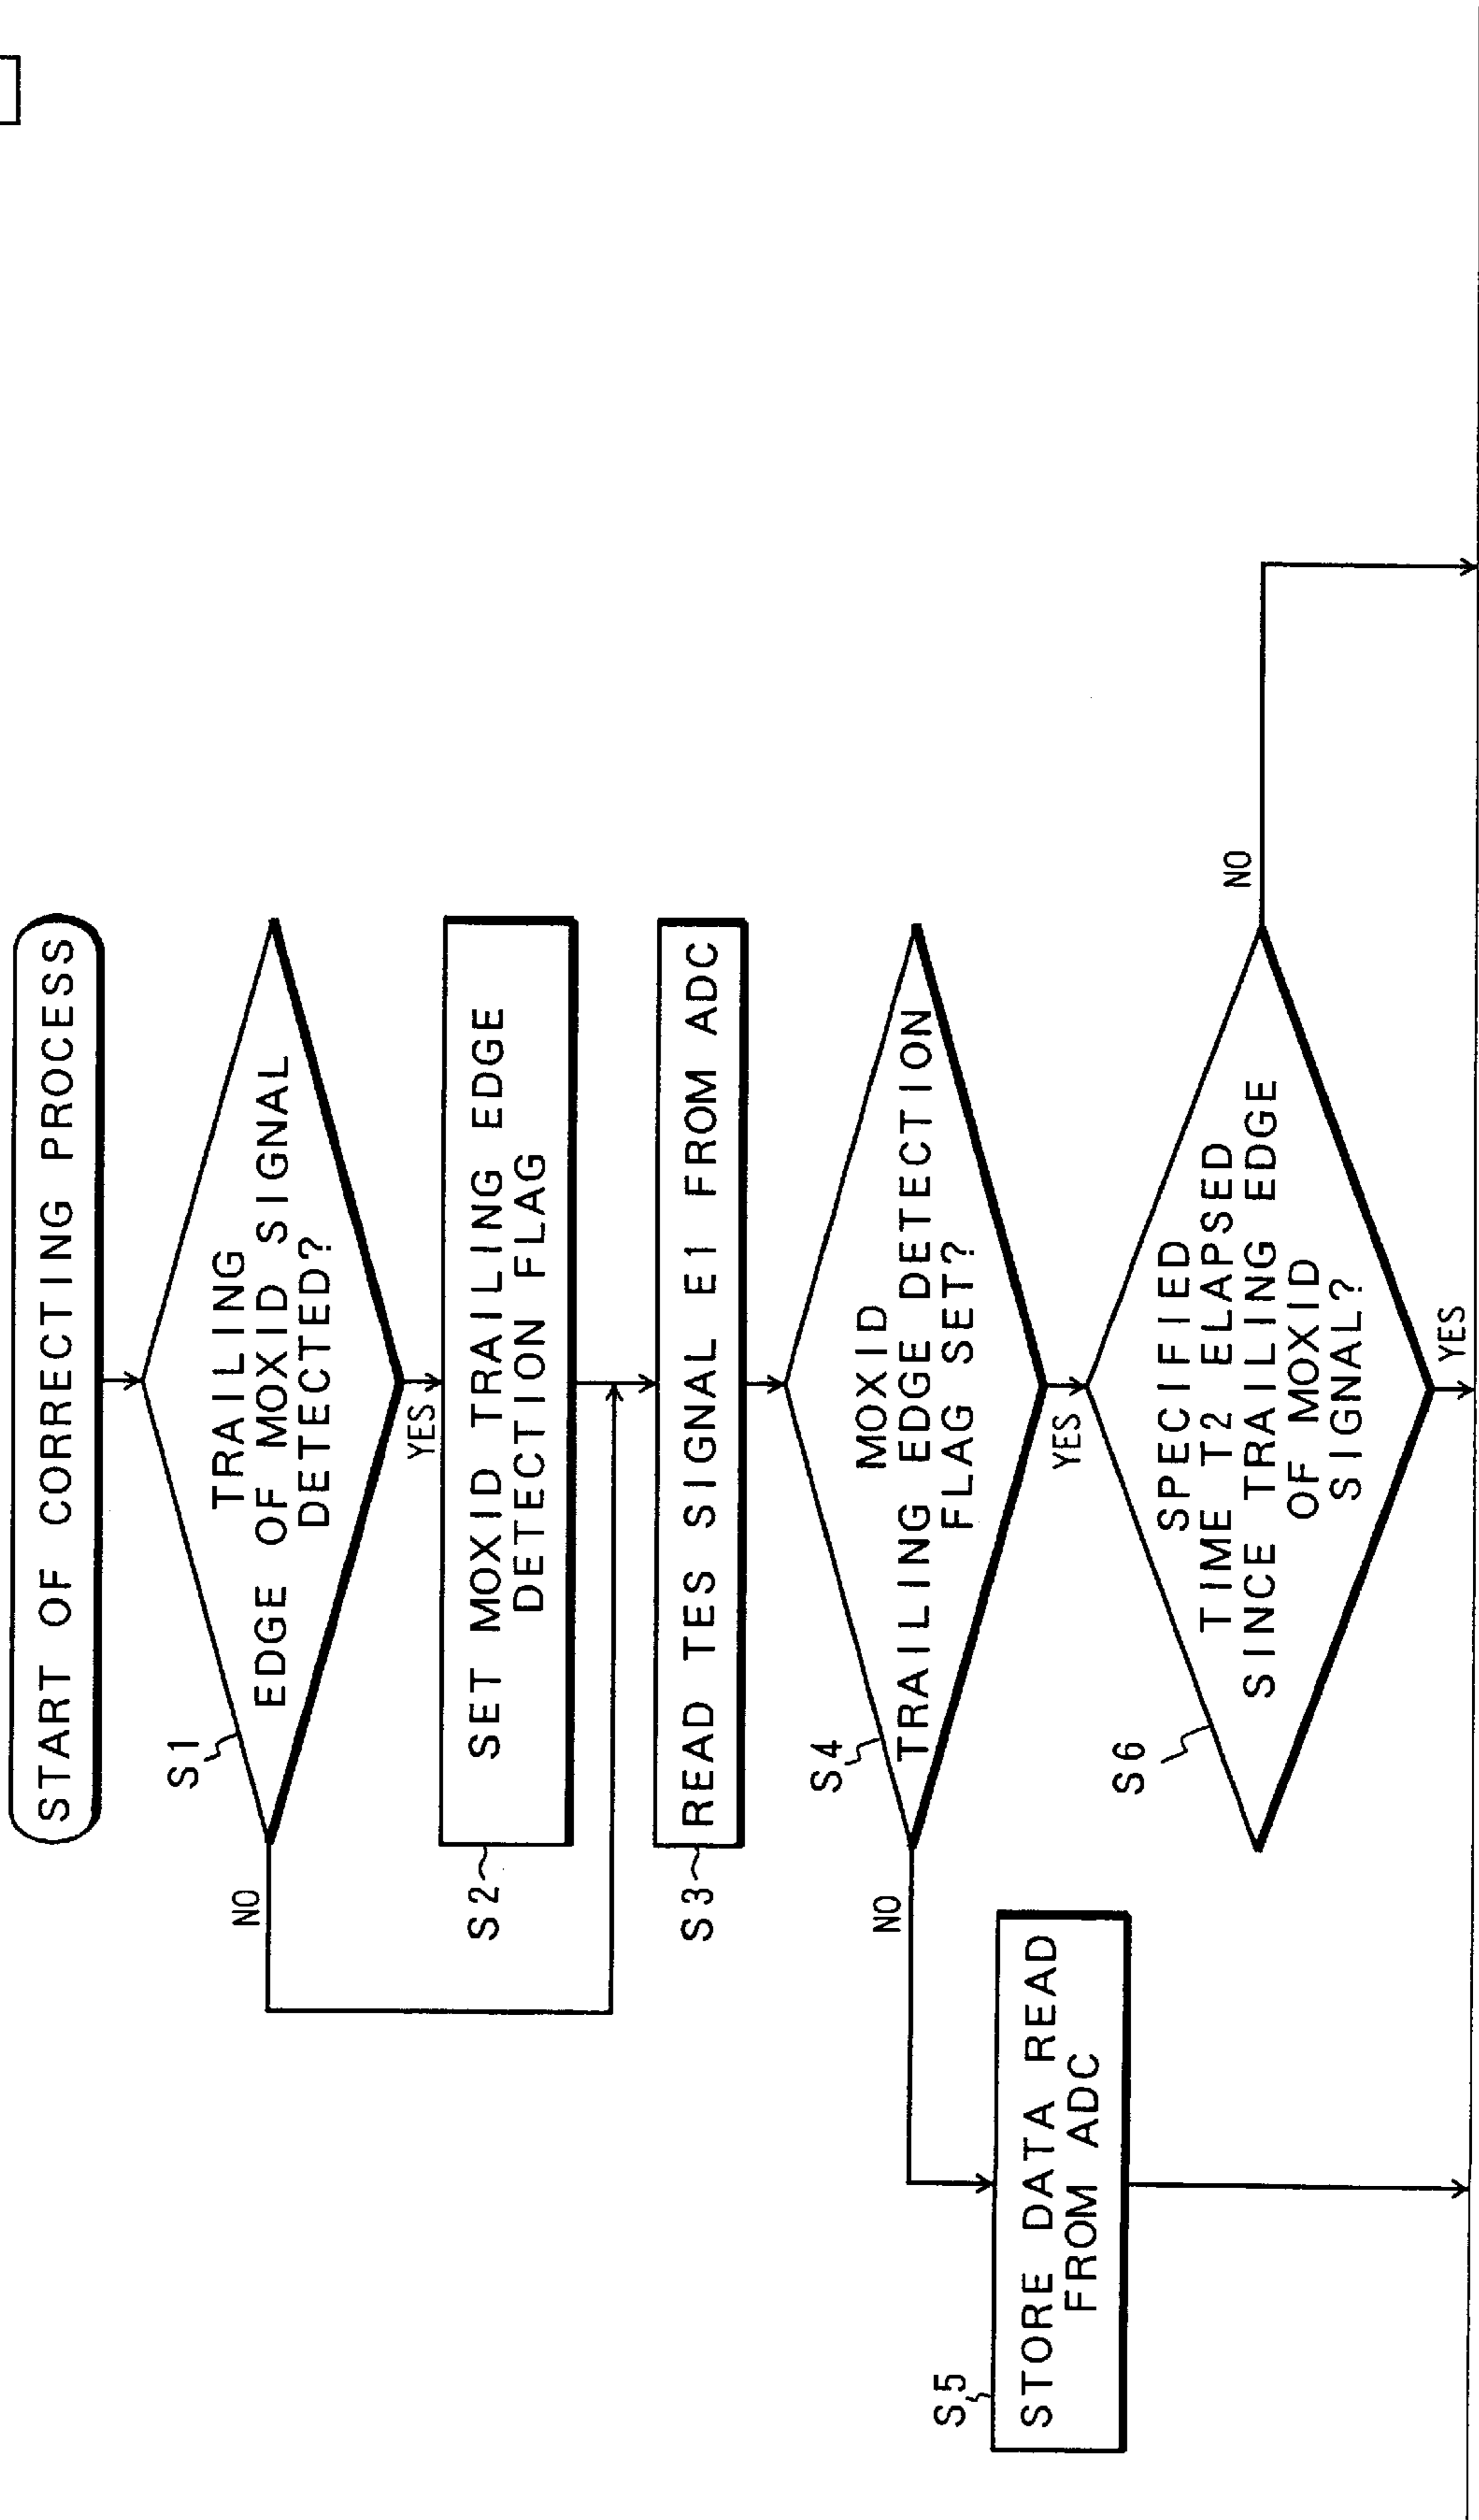 START OF CORRECTING PROCESS
S1
TRAILING
EDGE OF MOXID SIGNAL
DETECTED?
NO
YES
S2
SET MOXID TRAILING EDGE
DETECTION FLAG
S3
READ TES SIGNAL E1 FROM ADC
S4
MOXID
TRAILING EDGE DETECTION
FLAG SET?
NO
YES
S5
STORE DATA READ
FROM ADC
S6
SPECIFIED
TIME T2 ELAPSED
SINCE TRAILING EDGE
OF MOXID
SIGNAL?
NO
YES